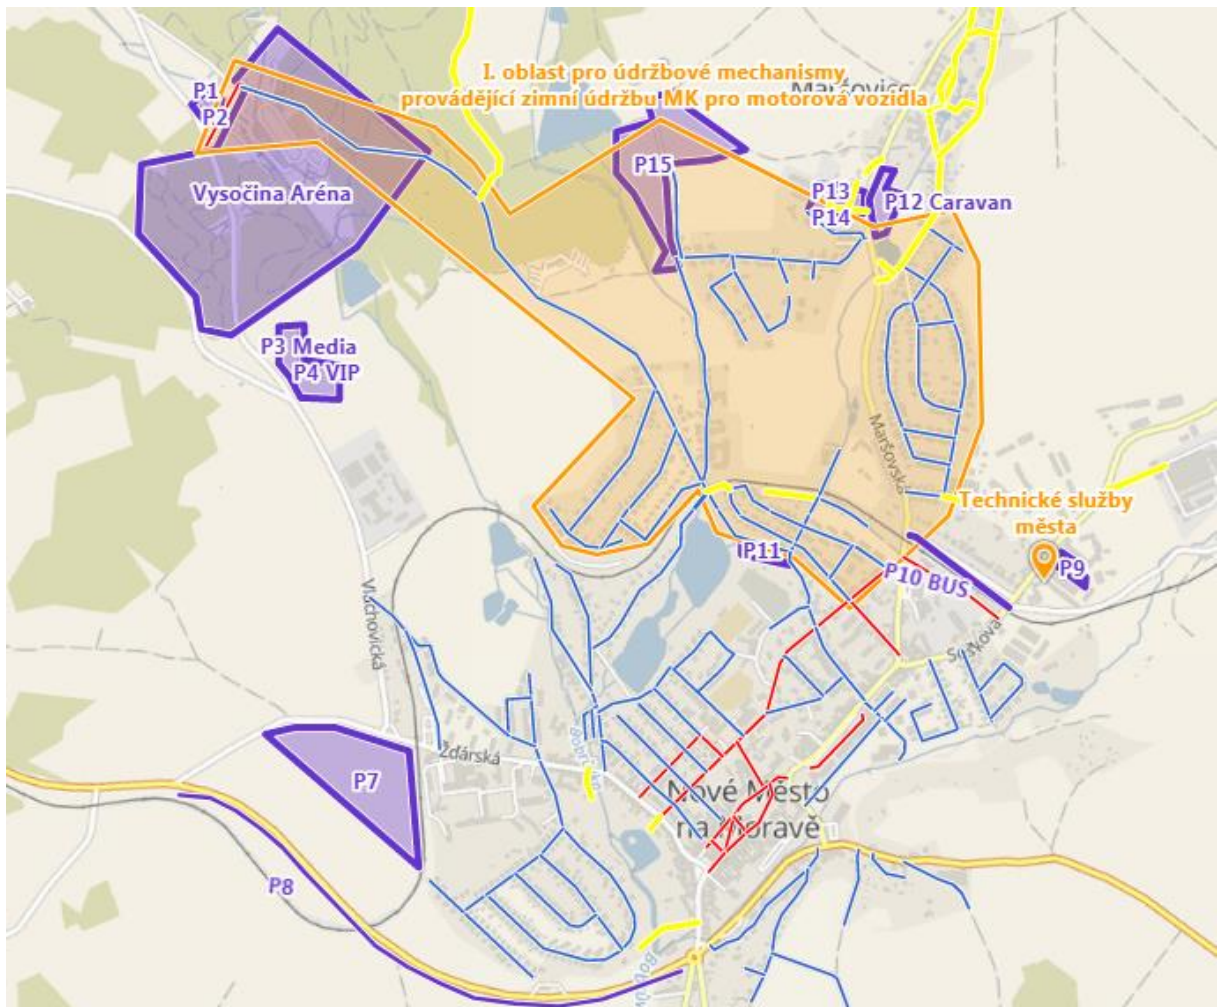 I. oblast pro údržbové mechanismy
provádějící zimní údržbu MK pro motorová vozidla
P1
P2
Vysočina Aréna
P15
P13
P14
P12 Caravan
P3 Media
P4 VIP
Maršovská
Technické služby
města
P11
P10 BUS
P9
Vlachovická
Žďárská
P7
Nové Město
na Moravě
P8